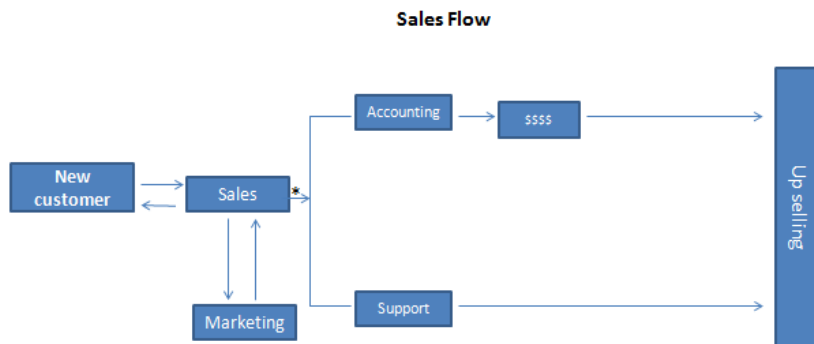 Sales Flow
Accounting
$$$$
New
customer
Sales
*
Marketing
Support
Up selling